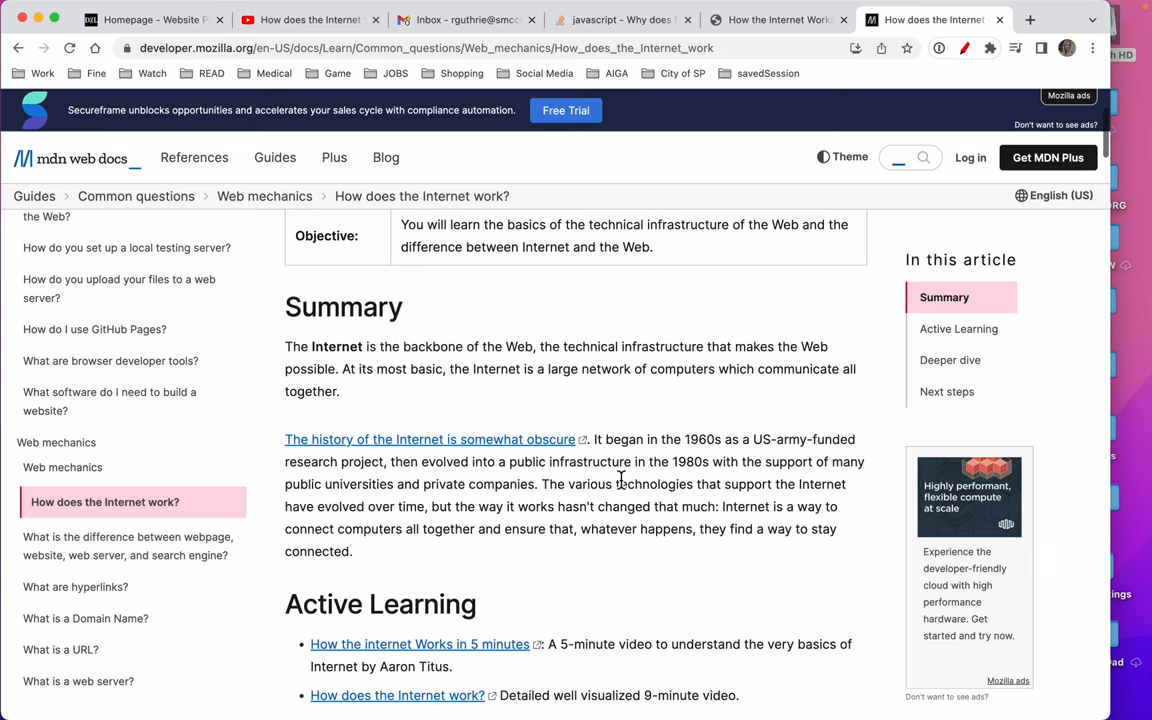 Homepage - Website P
How does the Internet
Inbox - rguthrie@smcc
javascript - Why does
How the Internet Works
How does the Internet
developer.mozilla.org/en-US/docs/Learn/Common_questions/Web_mechanics/How_does_the_Internet_work
Work
Fine
Watch
READ
Medical
Game
JOBS
Shopping
Social Media
AIGA
City of SP
savedSession
Secureframe unblocks opportunities and accelerates your sales cycle with compliance automation.
Free Trial
Mozilla ads
Don't want to see ads?
mdn web docs_
References
Guides
Plus
Blog
Theme
Log in
Get MDN Plus
Guides
Common questions
Web mechanics
How does the Internet work?
English (US)
the Web?
How do you set up a local testing server?
How do you upload your files to a web
server?
How do I use GitHub Pages?
What are browser developer tools?
What software do I need to build a
website?
Web mechanics
Web mechanics
How does the Internet work?
What is the difference between webpage,
website, web server, and search engine?
What are hyperlinks?
What is a Domain Name?
What is a URL?
What is a web server?
Objective:
You will learn the basics of the technical infrastructure of the Web and the
difference between Internet and the Web.
Summary
The Internet is the backbone of the Web, the technical infrastructure that makes the Web
possible. At its most basic, the Internet is a large network of computers which communicate all
together.
The history of the Internet is somewhat obscure. It began in the 1960s as a US-army-funded
research project, then evolved into a public infrastructure in the 1980s with the support of many
public universities and private companies. The various technologies that support the Internet
have evolved over time, but the way it works hasn't changed that much: Internet is a way to
connect computers all together and ensure that, whatever happens, they find a way to stay
connected.
Active Learning
• How the internet Works in 5 minutes: A 5-minute video to understand the very basics of
Internet by Aaron Titus.
• How does the Internet work? Detailed well visualized 9-minute video.
In this article
Summary
Active Learning
Deeper dive
Next steps
Highly performant,
flexible compute
at scale
Experience the
developer-friendly
cloud with high
performance
hardware. Get
started and try now.
Mozilla ads
Don't want to see ads?
h HD
RG
W
s
ings
ad